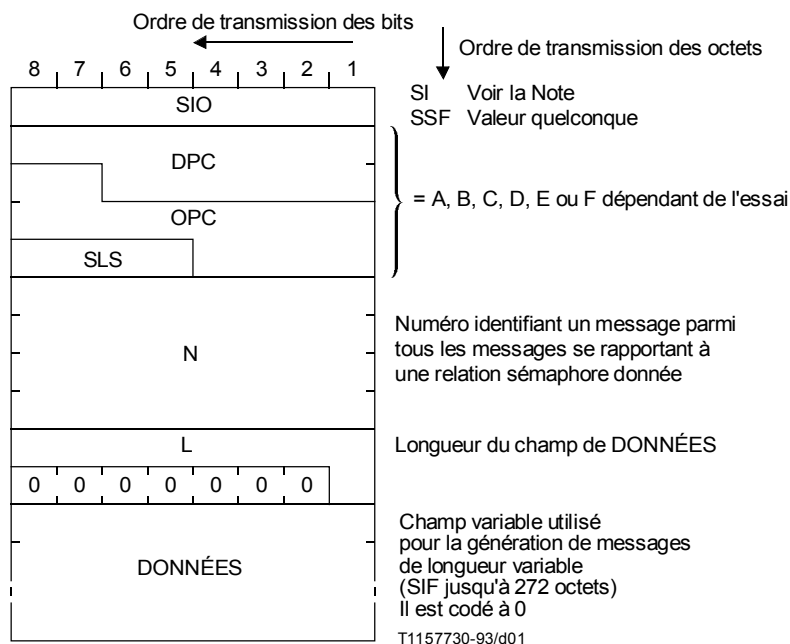 Ordre de transmission des bits
Ordre de transmission des octets
8 7 6 5 4 3 2 1
SIO
SI Voir la Note
SSF Valeur quelconque
DPC
= A, B, C, D, E ou F dépendant de l'essai
OPC
SLS
N
Numéro identifiant un message parmi
tous les messages se rapportant à
une relation sémaphore donnée
L
Longueur du champ de DONNÉES
0 0 0 0 0 0 0
DONNÉES
Champ variable utilisé
pour la génération de messages
de longueur variable
(SIF jusqu'à 272 octets)
Il est codé à 0
T1157730-93/d01